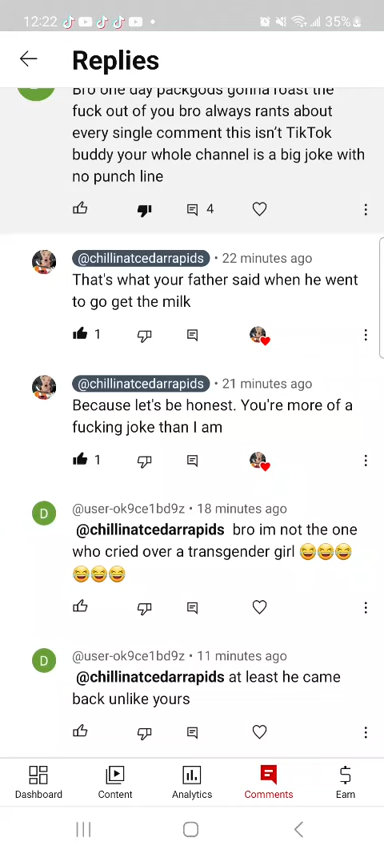 12:22
35%
Replies
Bro one day packgods gonna roast the
fuck out of you bro always rants about
every single comment this isn't TikTok
buddy your whole channel is a big joke with
no punch line
4
@chillinatcedarrapids • 22 minutes ago
That's what your father said when he went
to go get the milk
1
@chillinatcedarrapids • 21 minutes ago
Because let's be honest. You're more of a
fucking joke than I am
1
D
@user-ok9ce1bd9z • 18 minutes ago
@chillinatcedarrapids bro im not the one
who cried over a transgender girl 😂😂😂
😂😂😂
D
@user-ok9ce1bd9z • 11 minutes ago
@chillinatcedarrapids at least he came
back unlike yours
Dashboard Content Analytics Comments Earn